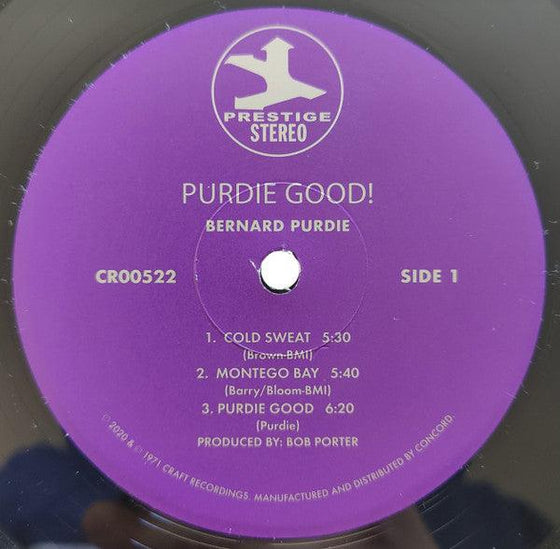 PRESTIGE
STEREO
PURDIE GOOD!
BERNARD PURDIE
CR00522
SIDE 1
1. COLD SWEAT 5:30
(Brown-BMI)
2. MONTEGO BAY 5:40
(Barry/Bloom-BMI)
3. PURDIE GOOD 6:20
(Purdie)
PRODUCED BY: BOB PORTER
℗ 2020 & © 1971 CRAFT RECORDINGS. MANUFACTURED AND DISTRIBUTED BY CONCORD